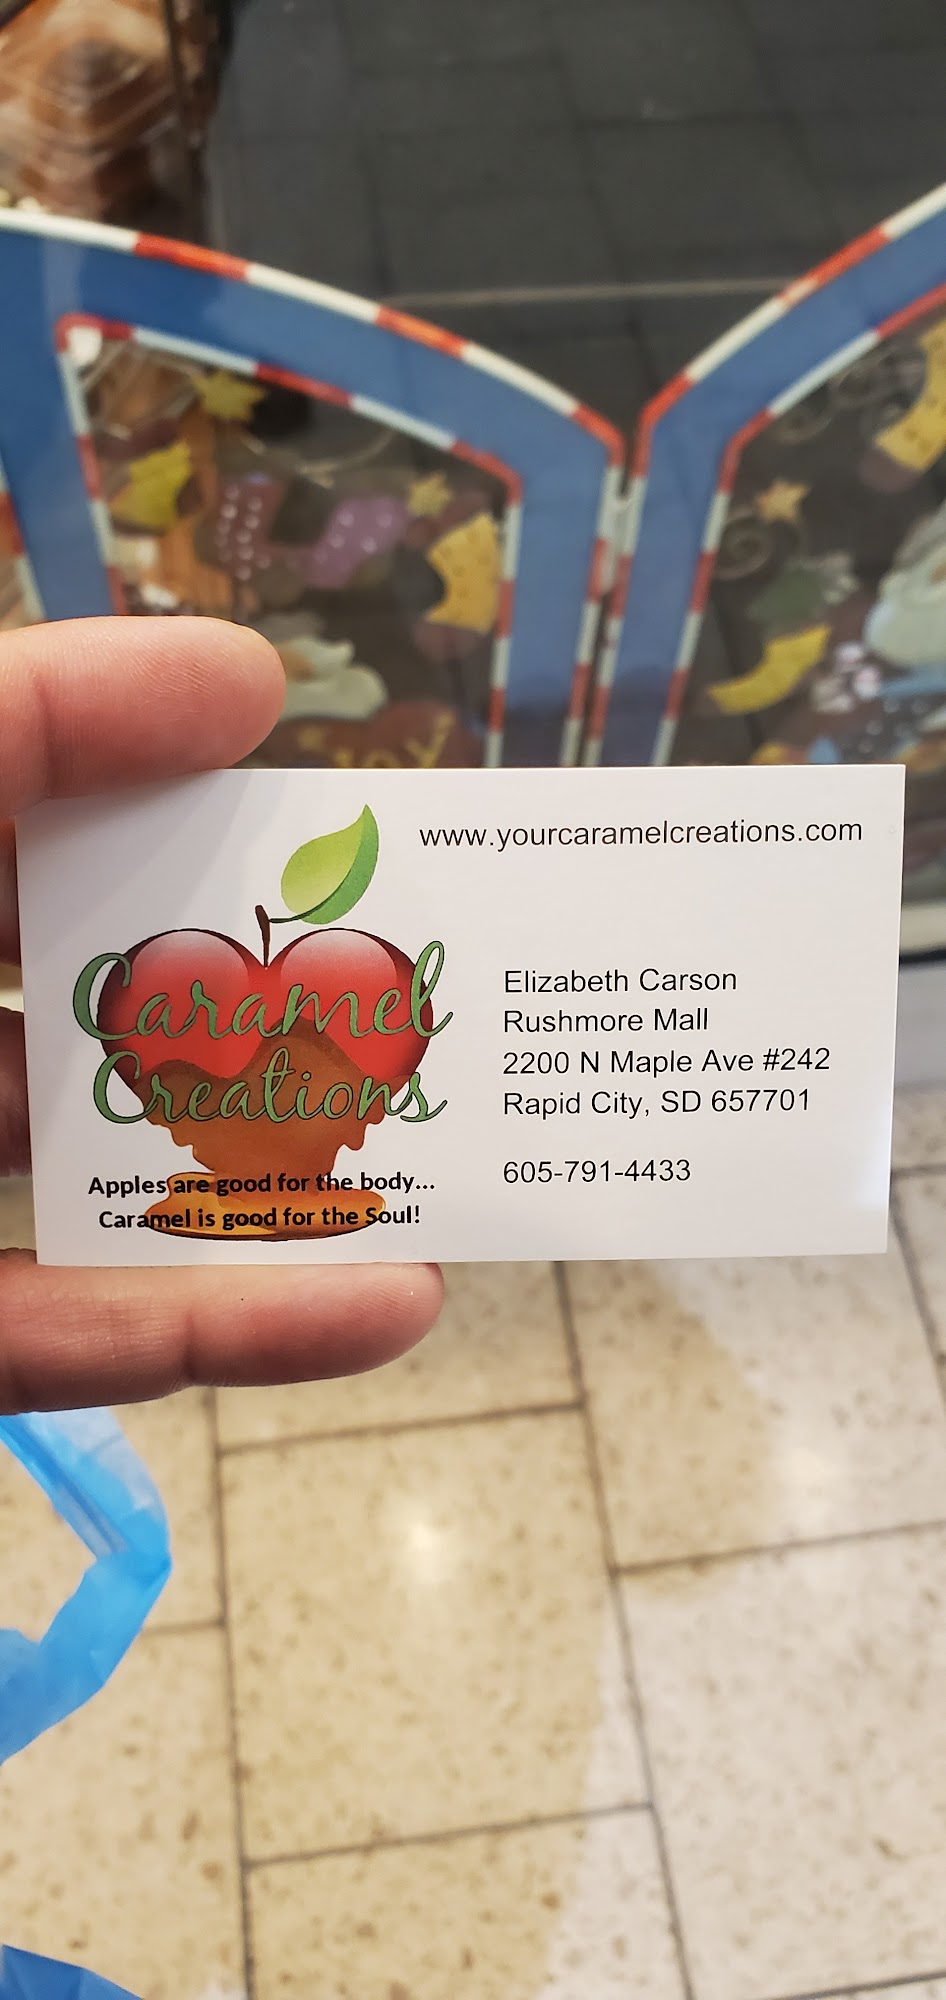 www.yourcaramelcreations.com
Caramel
Creations
Apples are good for the body...
Caramel is good for the Soul!
Elizabeth Carson
Rushmore Mall
2200 N Maple Ave #242
Rapid City, SD 657701
605-791-4433